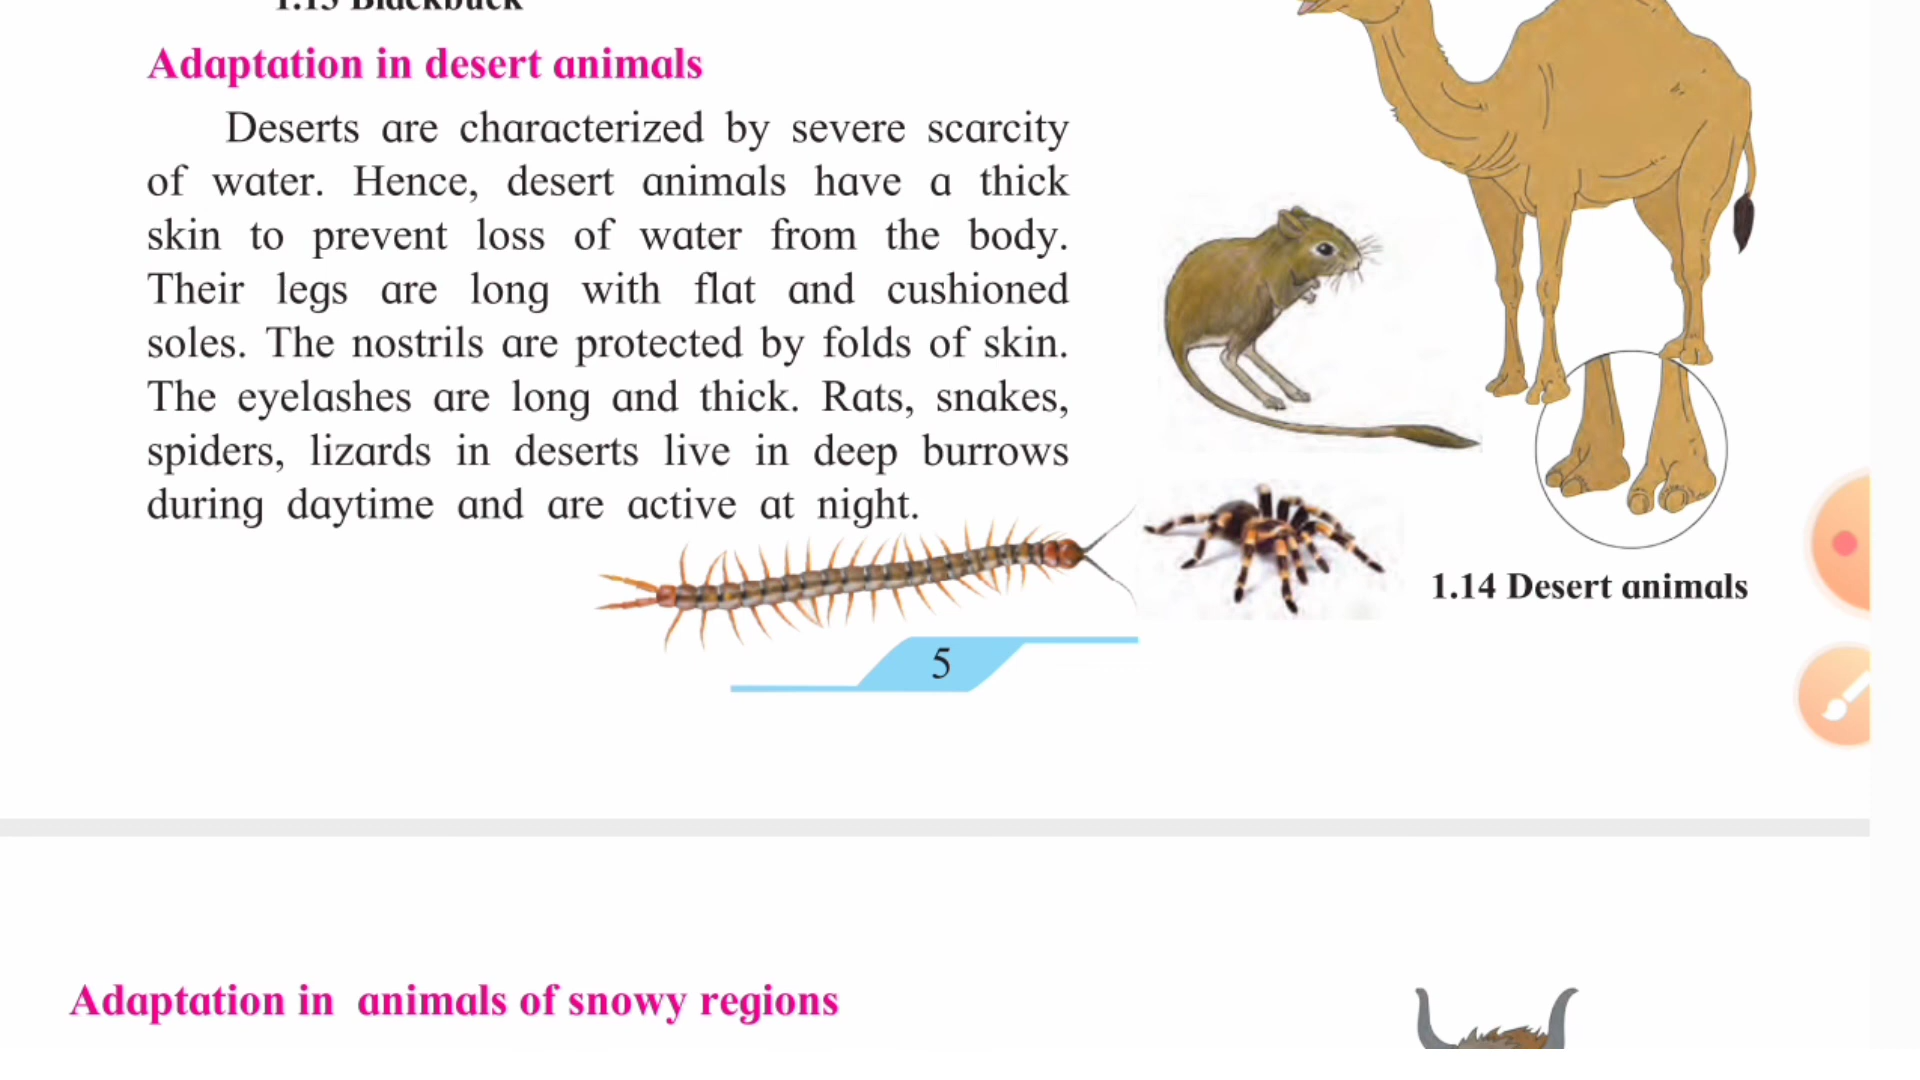 1.13 Blackbuck
Adaptation in desert animals
Deserts are characterized by severe scarcity
of water. Hence, desert animals have a thick
skin to prevent loss of water from the body.
Their legs are long with flat and cushioned
soles. The nostrils are protected by folds of skin.
The eyelashes are long and thick. Rats, snakes,
spiders, lizards in deserts live in deep burrows
during daytime and are active at night.
1.14 Desert animals
5
Adaptation in animals of snowy regions